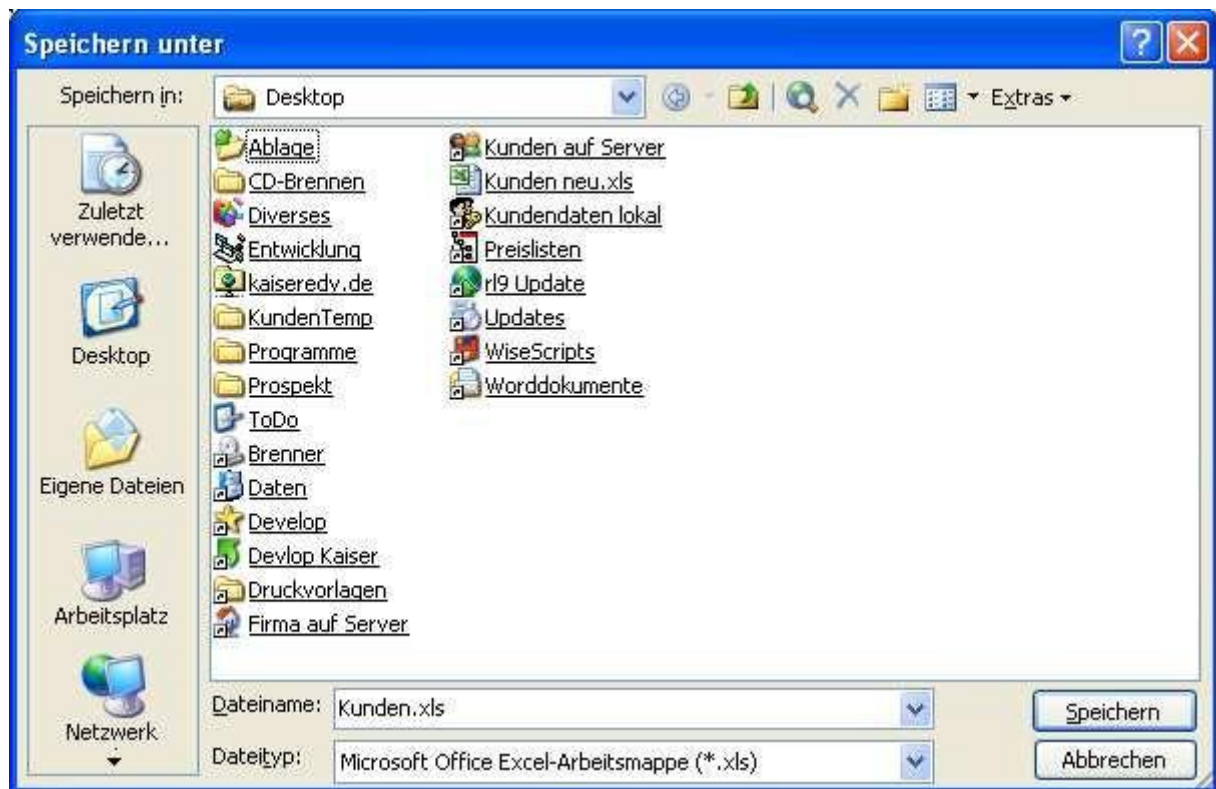 Speichern unter
Speichern in:
Desktop
Extras
Zuletzt
verwende...
Desktop
Eigene Dateien
Arbeitsplatz
Netzwerk
Ablage
CD-Brennen
Diverses
Entwicklung
kaiseredv.de
KundenTemp
Programme
Prospekt
ToDo
Brenner
Daten
Develop
Devlop Kaiser
Druckvorlagen
Firma auf Server
Kunden auf Server
Kunden neu.xls
Kundendaten lokal
Preislisten
rl9 Update
Updates
WiseScripts
Worddokumente
Dateiname: Kunden.xls
Speichern
Dateityp: Microsoft Office Excel-Arbeitsmappe (*.xls)
Abbrechen